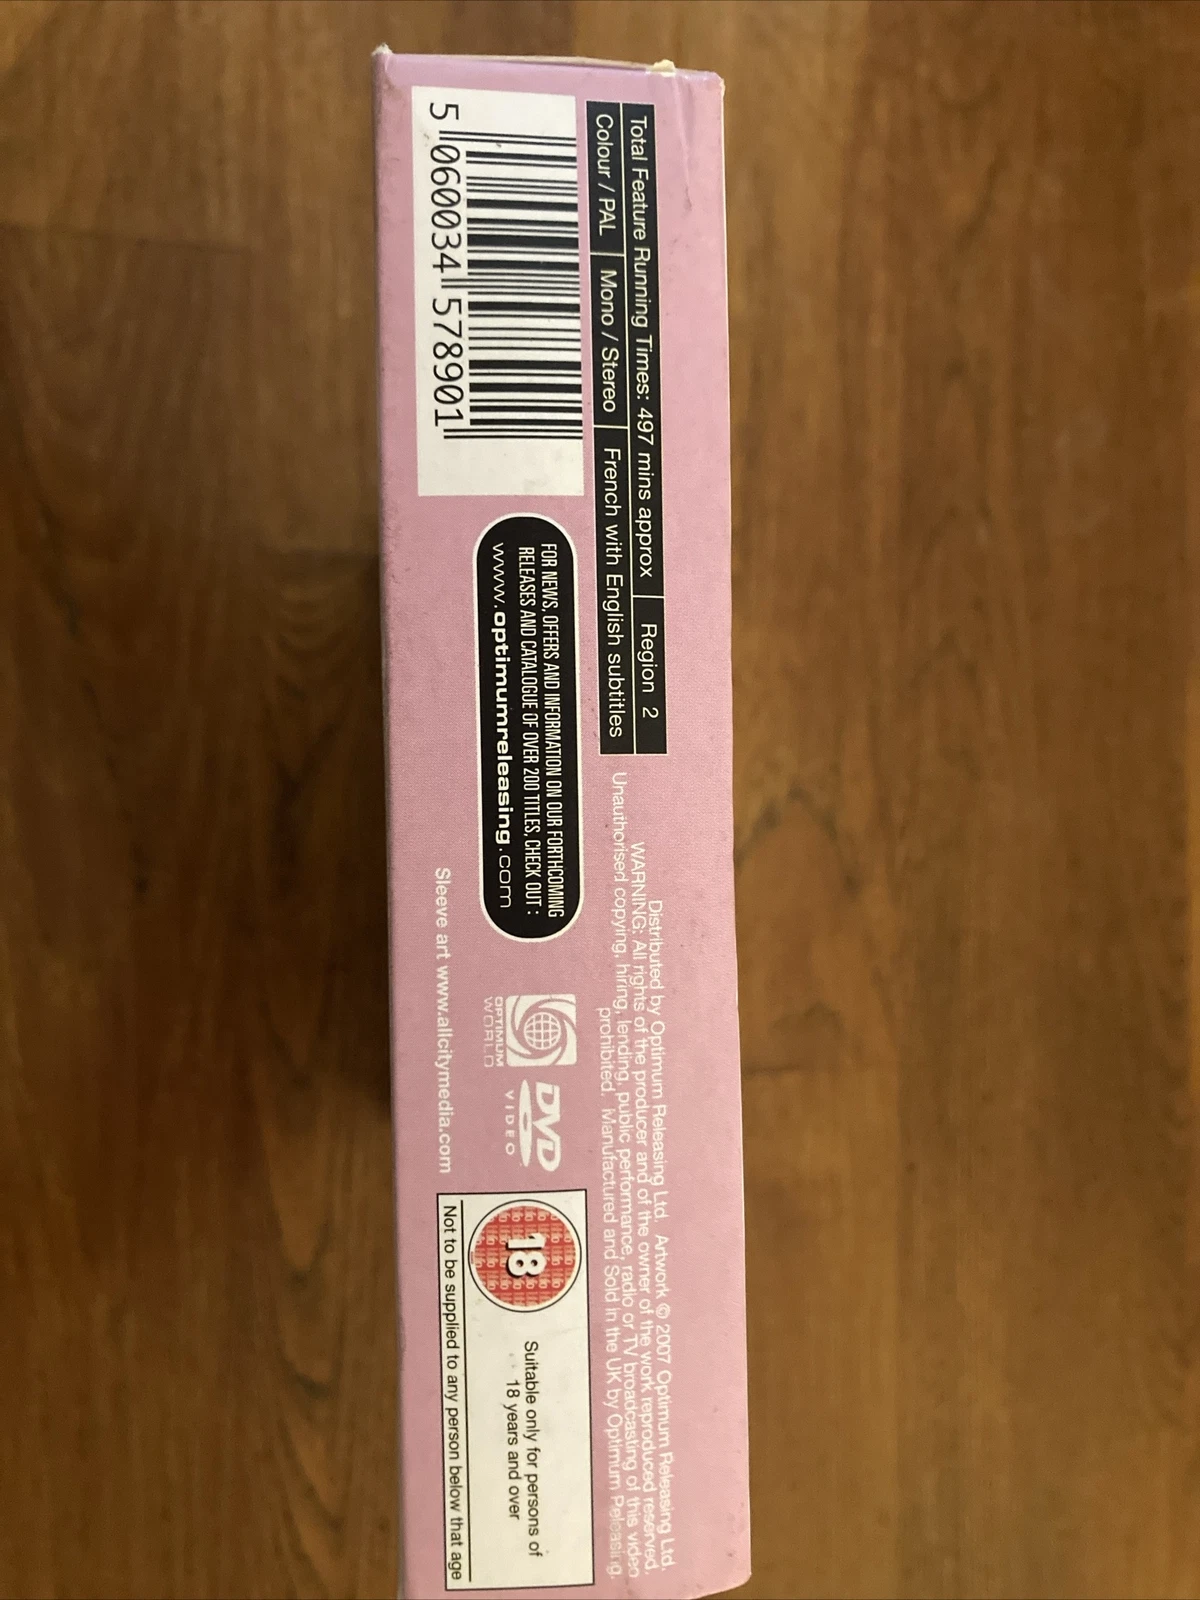 Total Feature Running Times: 497 mins approx Region 2
Colour / PAL Mono / Stereo French with English subtitles
5 060034 578901
FOR NEWS, OFFERS AND INFORMATION ON OUR FORTHCOMING
RELEASES AND CATALOGUE OF OVER 200 TITLES, CHECK OUT :
www.optimumreleasing.com
Distributed by Optimum Releasing Ltd. Artwork © 2007 Optimum Releasing Ltd.
WARNING: All rights of the producer and of the owner of the work reproduced reserved.
Unauthorised copying, hiring, lending, public performance, radio or TV broadcasting of this video
prohibited. Manufactured and Sold in the UK by Optimum Releasing.
OPTIMUM
WORLD
DVD
VIDEO
Sleeve art www.allcitymedia.com
18
Suitable only for persons of
18 years and over
Not to be supplied to any person below that age